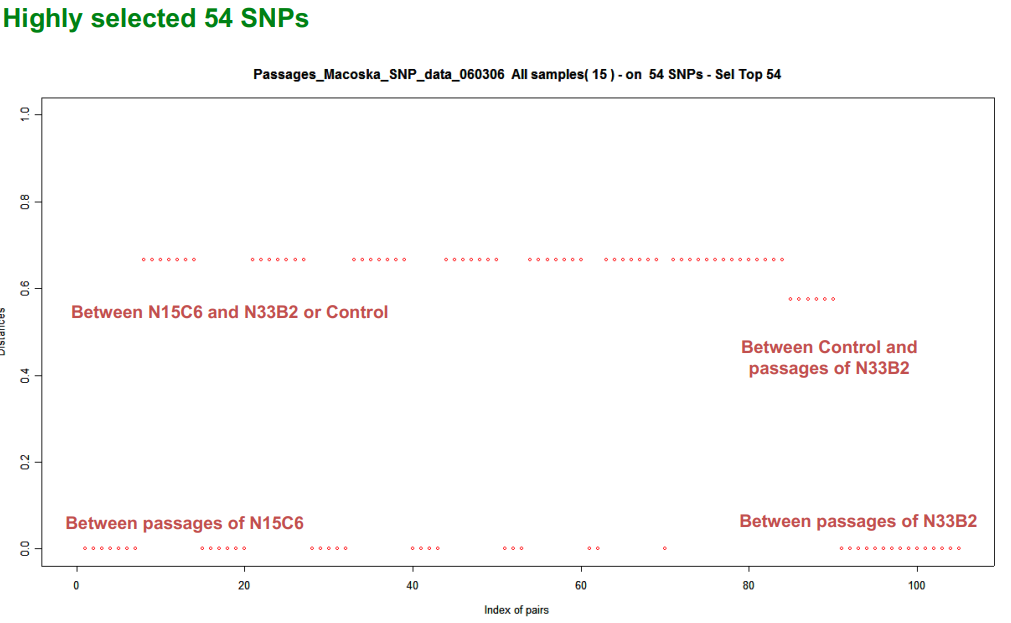 Highly selected 54 SNPs
Passages_Macoska_SNP_data_060306 All samples( 15 ) - on 54 SNPs - Sel Top 54
1.0
0.8
0.6
Between N15C6 and N33B2 or Control
Distances
Between Control and
passages of N33B2
0.4
0.2
Between passages of N15C6
Between passages of N33B2
0.0
0 20 40 60 80 100
Index of pairs